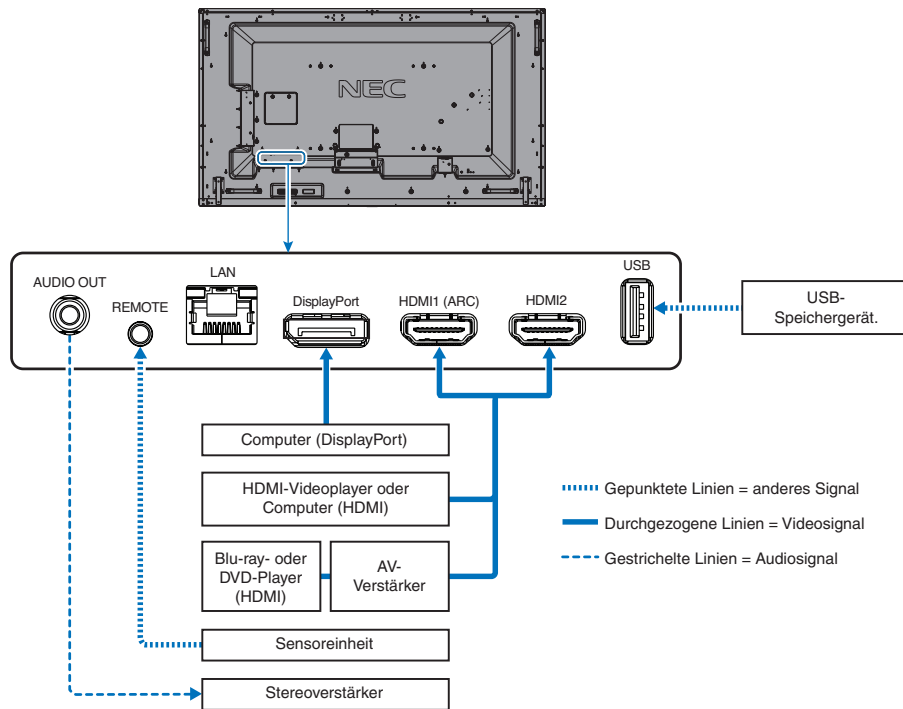 NEC
AUDIO OUT
REMOTE
LAN
DisplayPort
HDMI1 (ARC)
HDMI2
USB
USB-
Speichergerät.
Computer (DisplayPort)
HDMI-Videoplayer oder
Computer (HDMI)
Blu-ray- oder
DVD-Player
(HDMI)
AV-
Verstärker
Sensoreinheit
Stereoverstärker
Gepunktete Linien = anderes Signal
Durchgezogene Linien = Videosignal
Gestrichelte Linien = Audiosignal